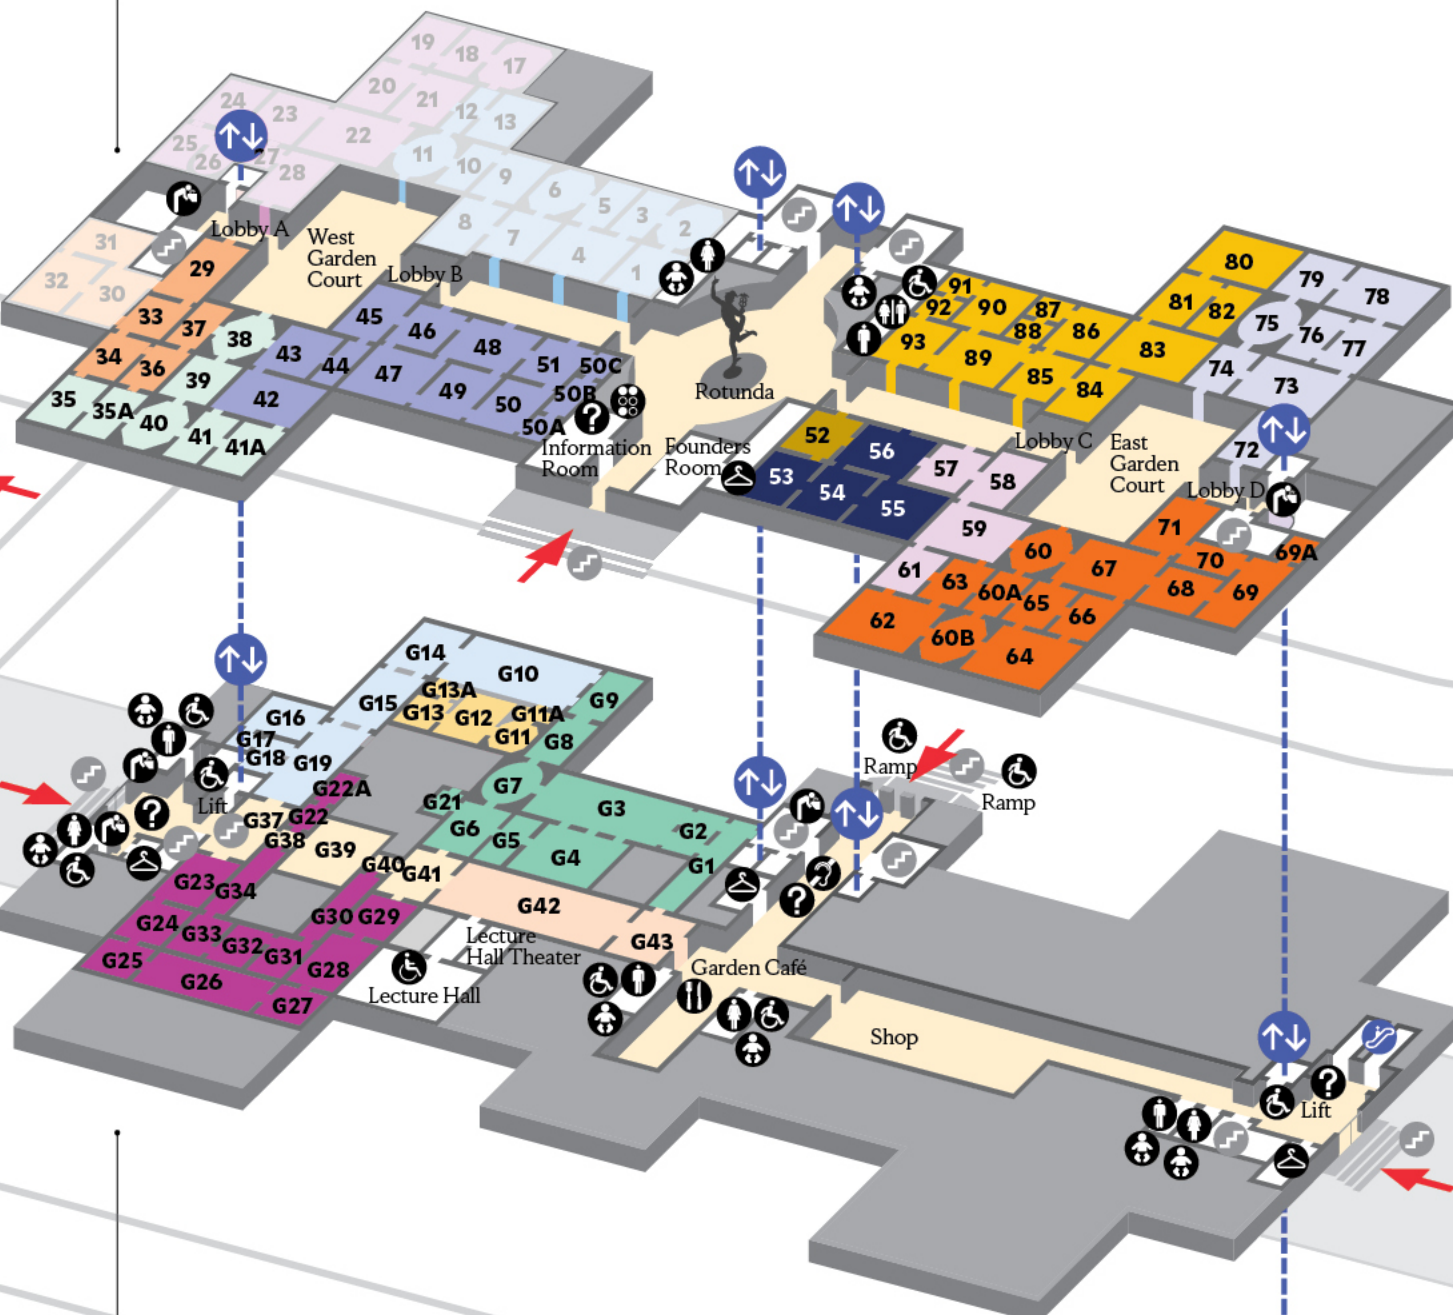 19
18
17
20
21
12
13
24
23
22
25
26
27
28
11
10
9
6
5
3
2
8
7
4
1
31
32
30
Lobby A
West
Garden
Court
Lobby B
29
33
37
38
34
36
39
35
35A
40
41
41A
45
46
48
43
44
47
51
50C
42
49
50
50B
50A
Information
Room
Rotunda
Founders
Room
91
92
90
87
88
86
93
89
85
84
83
80
81
82
79
78
75
76
77
74
73
72
Lobby C
East
Garden
Court
Lobby D
52
56
53
54
55
57
58
59
61
60
63
60A
67
65
66
62
60B
64
71
70
69A
68
69
G14
G10
G9
G15
G13A
G13
G12
G11A
G11
G8
G16
G17
G18
G19
G22A
G7
G21
G3
G6
G5
G4
G2
G1
Lift
G37
G22
G38
G39
G40
G41
G42
G43
G23
G34
G24
G33
G32
G31
G30
G29
G25
G26
G28
G27
Lecture
Hall Theater
Lecture Hall
Ramp
Ramp
Garden Café
Shop
Lift